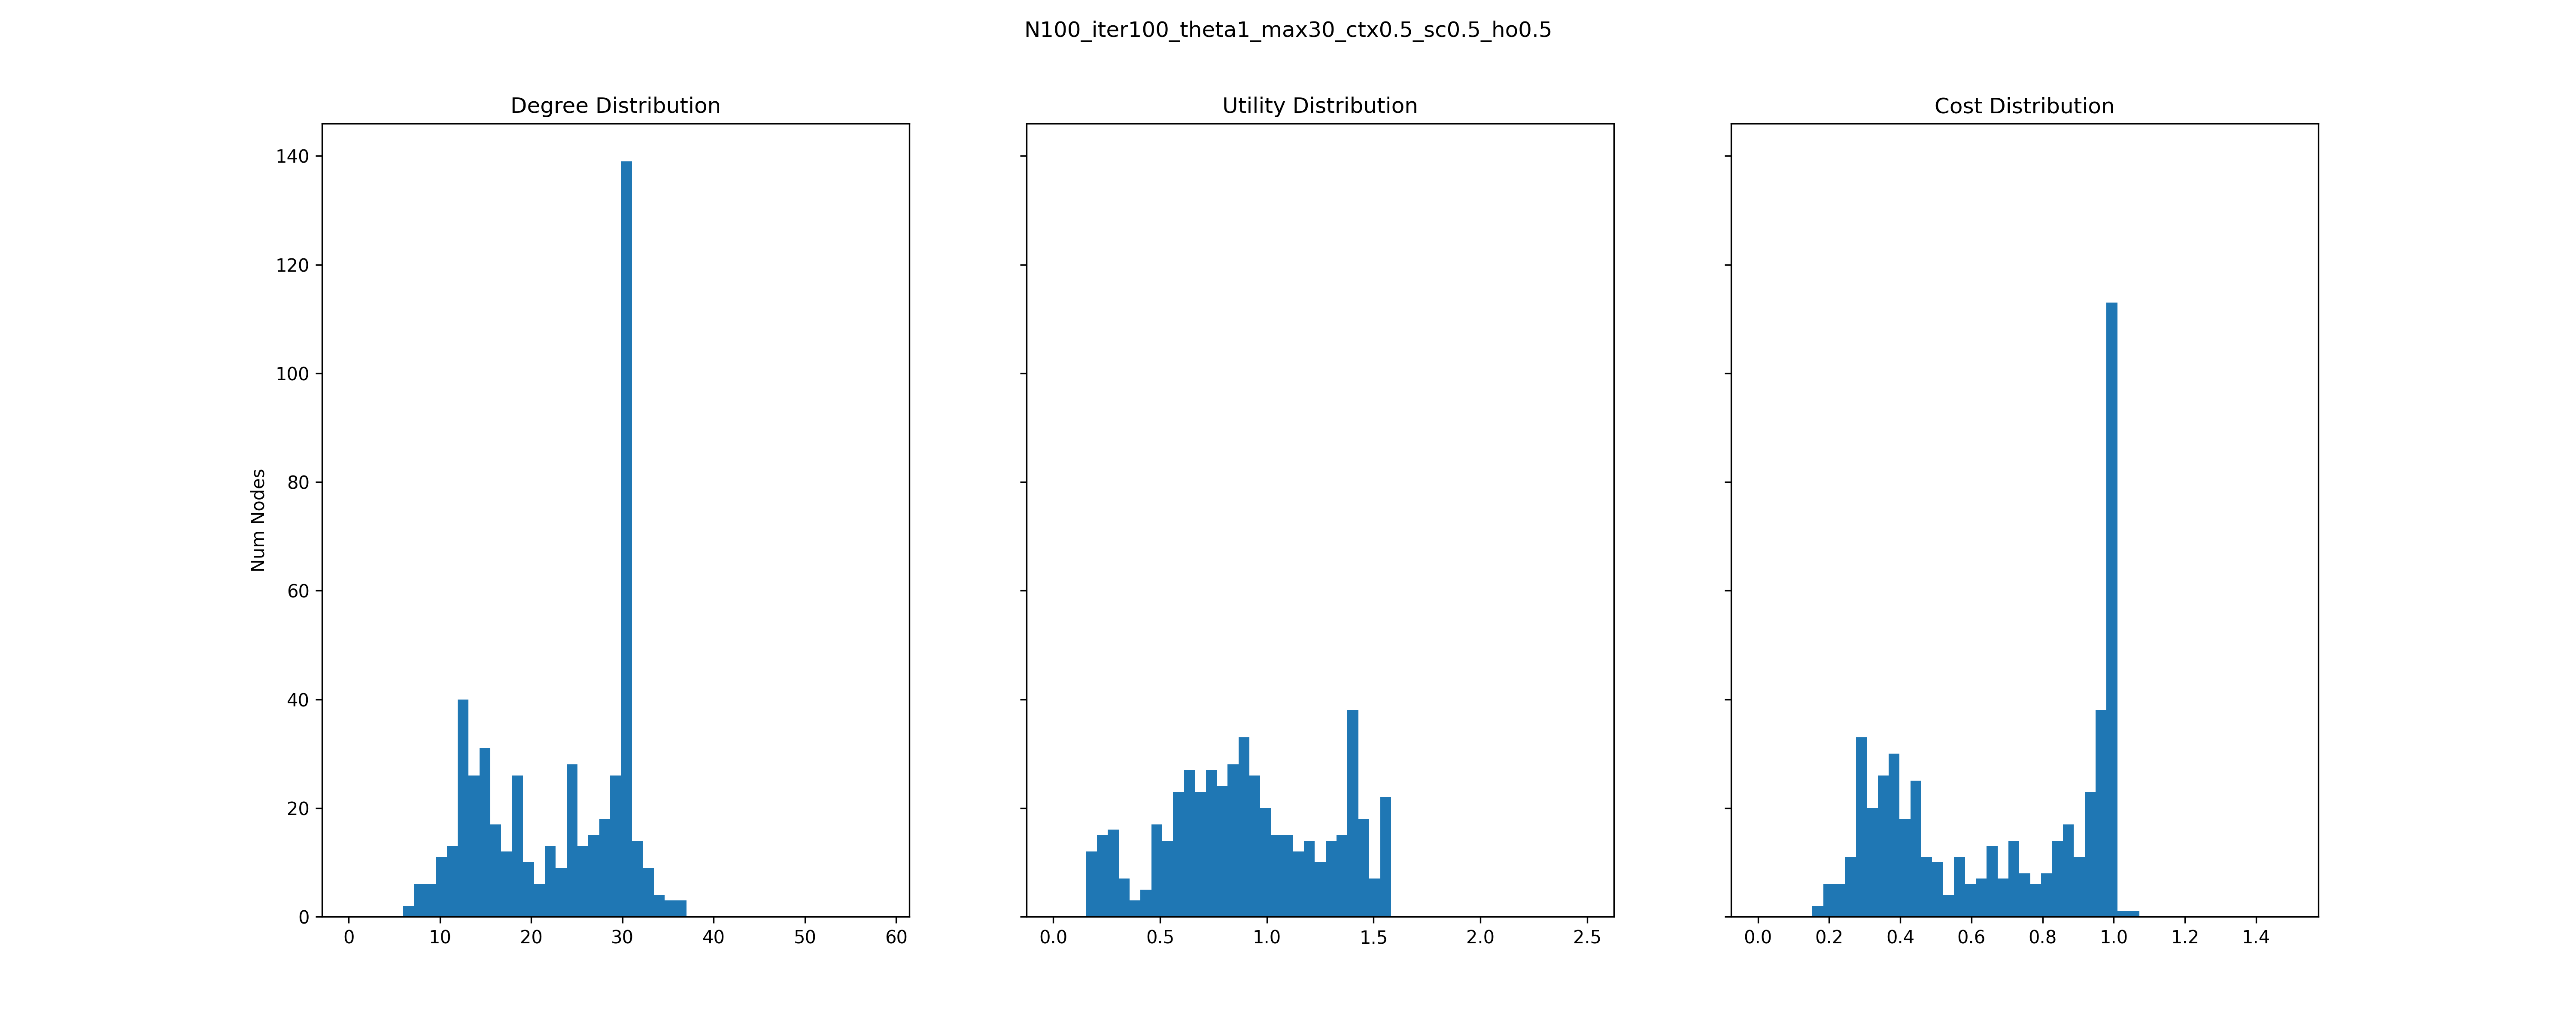 N100_iter100_theta1_max30_ctx0.5_sc0.5_ho0.5
Degree Distribution
Utility Distribution
Cost Distribution
Num Nodes
140
120
100
80
60
40
20
0
0 10 20 30 40 50 60
0.0 0.5 1.0 1.5 2.0 2.5
0.0 0.2 0.4 0.6 0.8 1.0 1.2 1.4